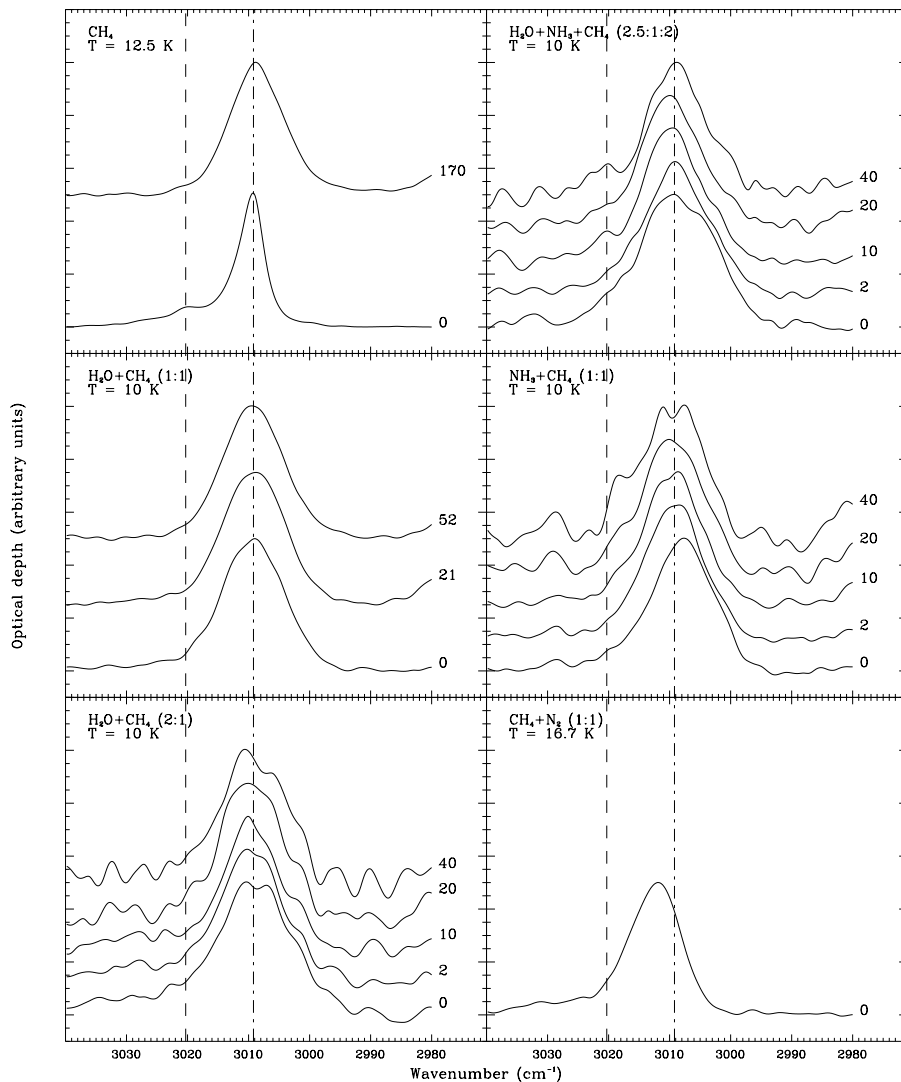 CH₄
T = 12.5 K
170
0
H₂O+NH₃+CH₄ (2.5:1:2)
T = 10 K
40
20
10
2
0
H₂O+CH₄ (1:1)
T = 10 K
52
21
0
NH₃+CH₄ (1:1)
T = 10 K
40
20
10
2
0
H₂O+CH₄ (2:1)
T = 10 K
40
20
10
2
0
CH₄+N₂ (1:1)
T = 16.7 K
0
Optical depth (arbitrary units)
3030 3020 3010 3000 2990 2980
3030 3020 3010 3000 2990 2980
Wavenumber (cm⁻¹)